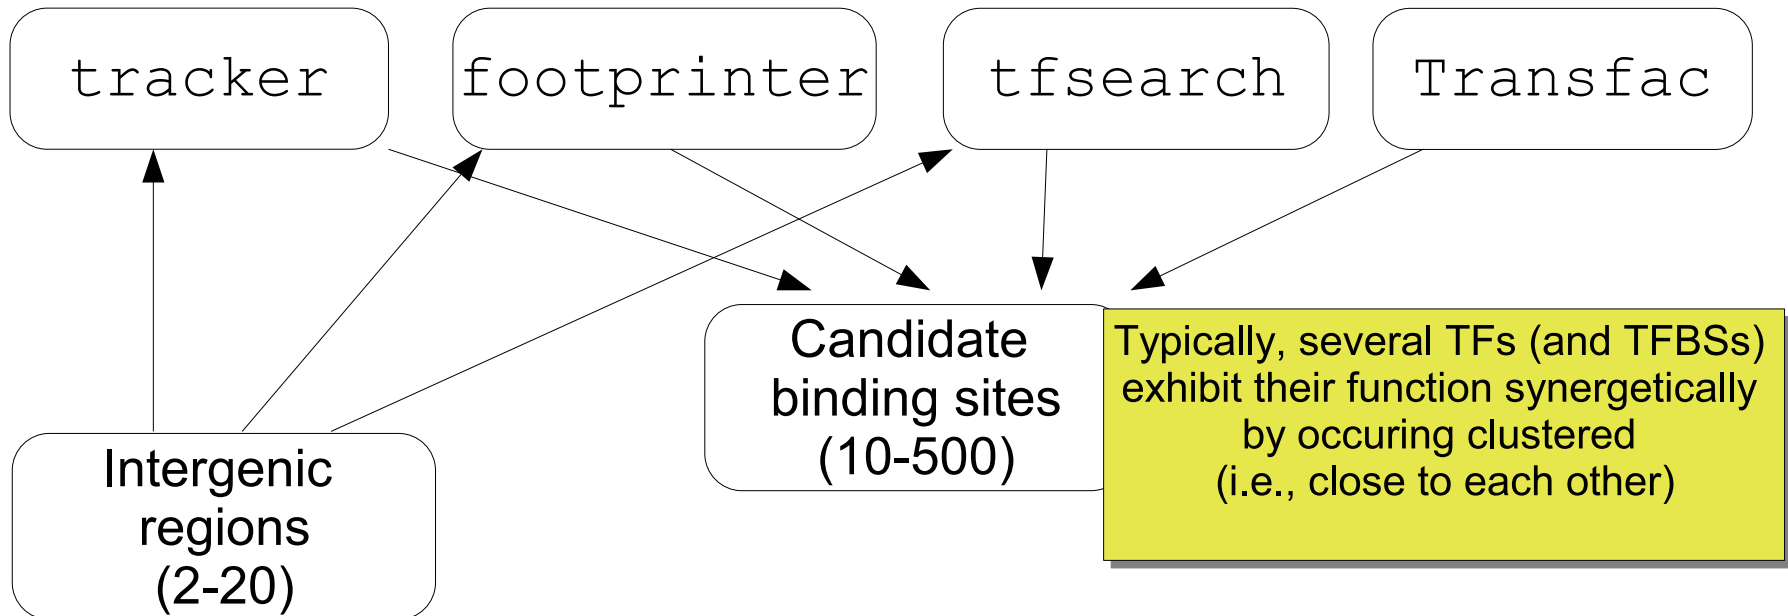 tracker
footprinter
tfsearch
Transfac
Candidate
binding sites
(10-500)
Typically, several TFs (and TFBSs)
exhibit their function synergetically
by occuring clustered
(i.e., close to each other)
Intergenic
regions
(2-20)